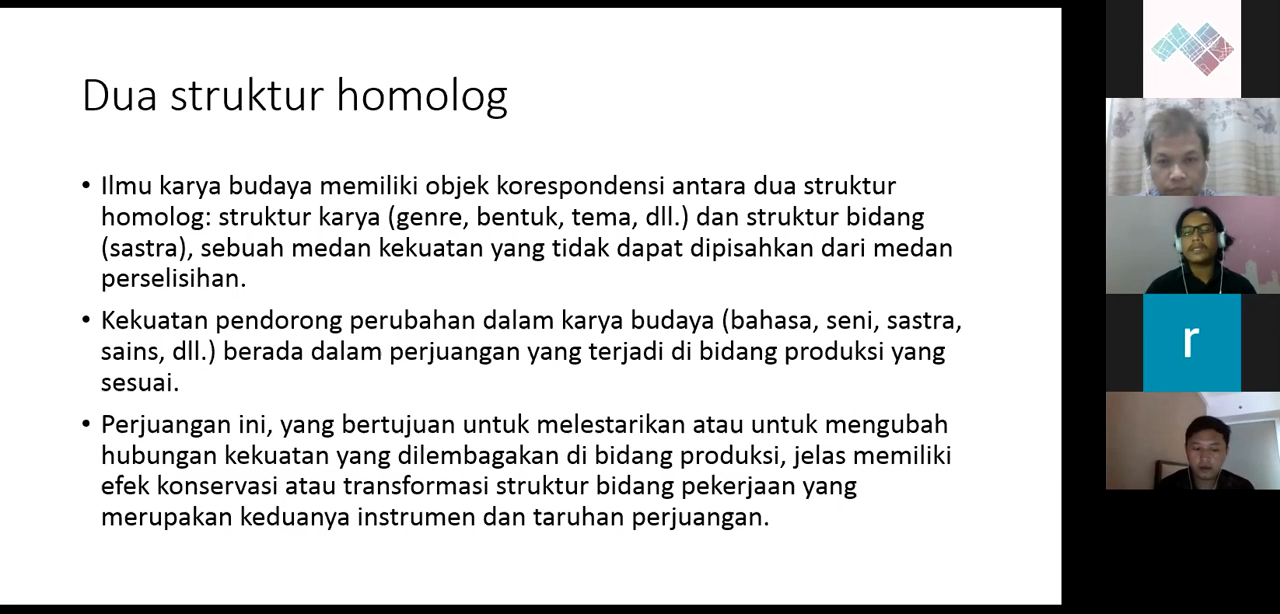 Dua struktur homolog
• Ilmu karya budaya memiliki objek korespondensi antara dua struktur
homolog: struktur karya (genre, bentuk, tema, dll.) dan struktur bidang
(sastra), sebuah medan kekuatan yang tidak dapat dipisahkan dari medan
perselisihan.
• Kekuatan pendorong perubahan dalam karya budaya (bahasa, seni, sastra,
sains, dll.) berada dalam perjuangan yang terjadi di bidang produksi yang
sesuai.
• Perjuangan ini, yang bertujuan untuk melestarikan atau untuk mengubah
hubungan kekuatan yang dilembagakan di bidang produksi, jelas memiliki
efek konservasi atau transformasi struktur bidang pekerjaan yang
merupakan keduanya instrumen dan taruhan perjuangan.
r